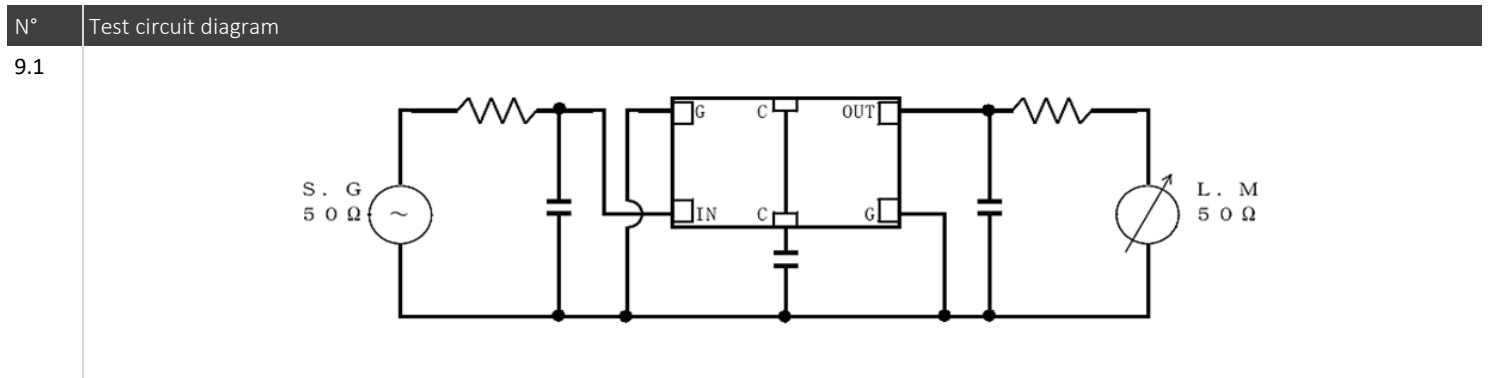 N° Test circuit diagram
9.1
G C OUT
S. G
50Ω
~
IN C G
L. M
50Ω